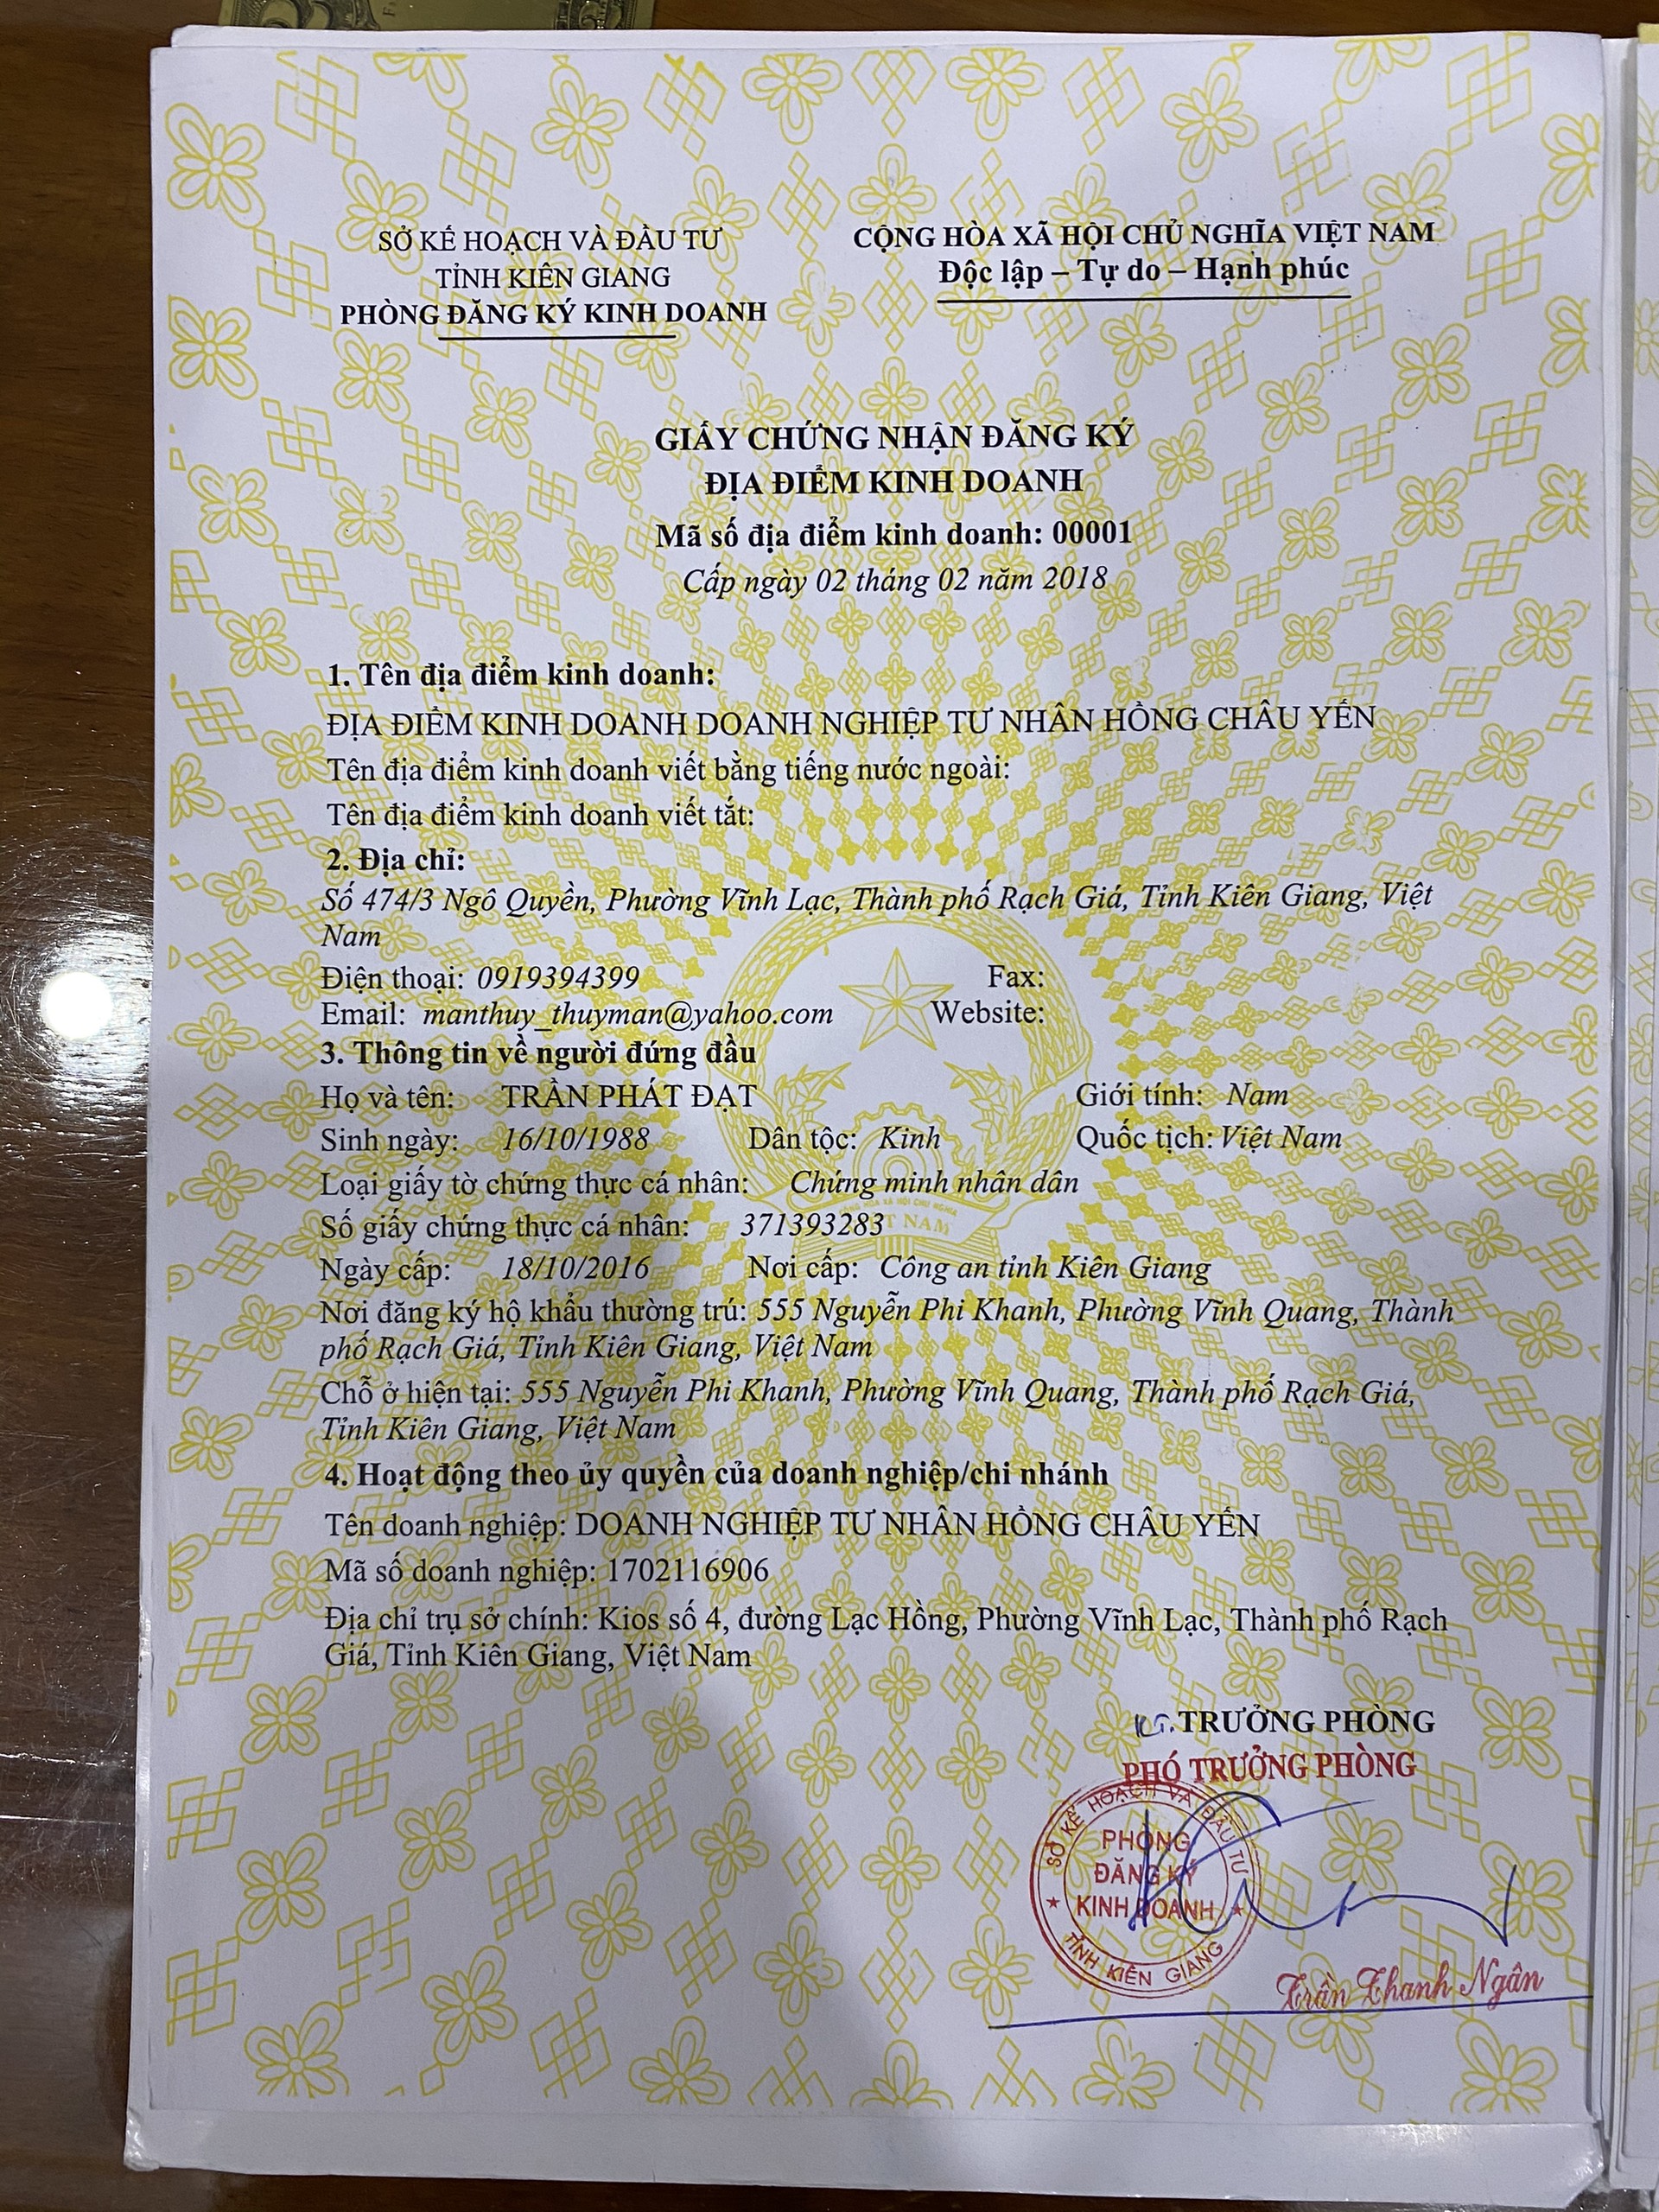 SỞ KẾ HOẠCH VÀ ĐẦU TƯ
TỈNH KIÊN GIANG
PHÒNG ĐĂNG KÝ KINH DOANH
CỘNG HÒA XÃ HỘI CHỦ NGHĨA VIỆT NAM
Độc lập – Tự do – Hạnh phúc
GIẤY CHỨNG NHẬN ĐĂNG KÝ
ĐỊA ĐIỂM KINH DOANH
Mã số địa điểm kinh doanh: 00001
Cấp ngày 02 tháng 02 năm 2018
1. Tên địa điểm kinh doanh:
ĐỊA ĐIỂM KINH DOANH DOANH NGHIỆP TƯ NHÂN HỒNG CHÂU YẾN
Tên địa điểm kinh doanh viết bằng tiếng nước ngoài:
Tên địa điểm kinh doanh viết tắt:
2. Địa chỉ:
Số 474/3 Ngô Quyền, Phường Vĩnh Lạc, Thành phố Rạch Giá, Tỉnh Kiên Giang, Việt
Nam
Điện thoại: 0919394399 Fax:
Email: manthuy_thuyman@yahoo.com Website:
3. Thông tin về người đứng đầu
Họ và tên: TRẦN PHÁT ĐẠT Giới tính: Nam
Sinh ngày: 16/10/1988 Dân tộc: Kinh Quốc tịch: Việt Nam
Loại giấy tờ chứng thực cá nhân: Chứng minh nhân dân
Số giấy chứng thực cá nhân: 371393283
Ngày cấp: 18/10/2016 Nơi cấp: Công an tỉnh Kiên Giang
Nơi đăng ký hộ khẩu thường trú: 555 Nguyễn Phi Khanh, Phường Vĩnh Quang, Thành
phố Rạch Giá, Tỉnh Kiên Giang, Việt Nam
Chỗ ở hiện tại: 555 Nguyễn Phi Khanh, Phường Vĩnh Quang, Thành phố Rạch Giá,
Tỉnh Kiên Giang, Việt Nam
4. Hoạt động theo ủy quyền của doanh nghiệp/chi nhánh
Tên doanh nghiệp: DOANH NGHIỆP TƯ NHÂN HỒNG CHÂU YẾN
Mã số doanh nghiệp: 1702116906
Địa chỉ trụ sở chính: Kios số 4, đường Lạc Hồng, Phường Vĩnh Lạc, Thành phố Rạch
Giá, Tỉnh Kiên Giang, Việt Nam
KT. TRƯỞNG PHÒNG
PHÓ TRƯỞNG PHÒNG
SỞ KẾ HOẠCH VÀ ĐẦU TƯ
PHÒNG
ĐĂNG KÝ
KINH DOANH
TỈNH KIÊN GIANG
Trần Thanh Ngân